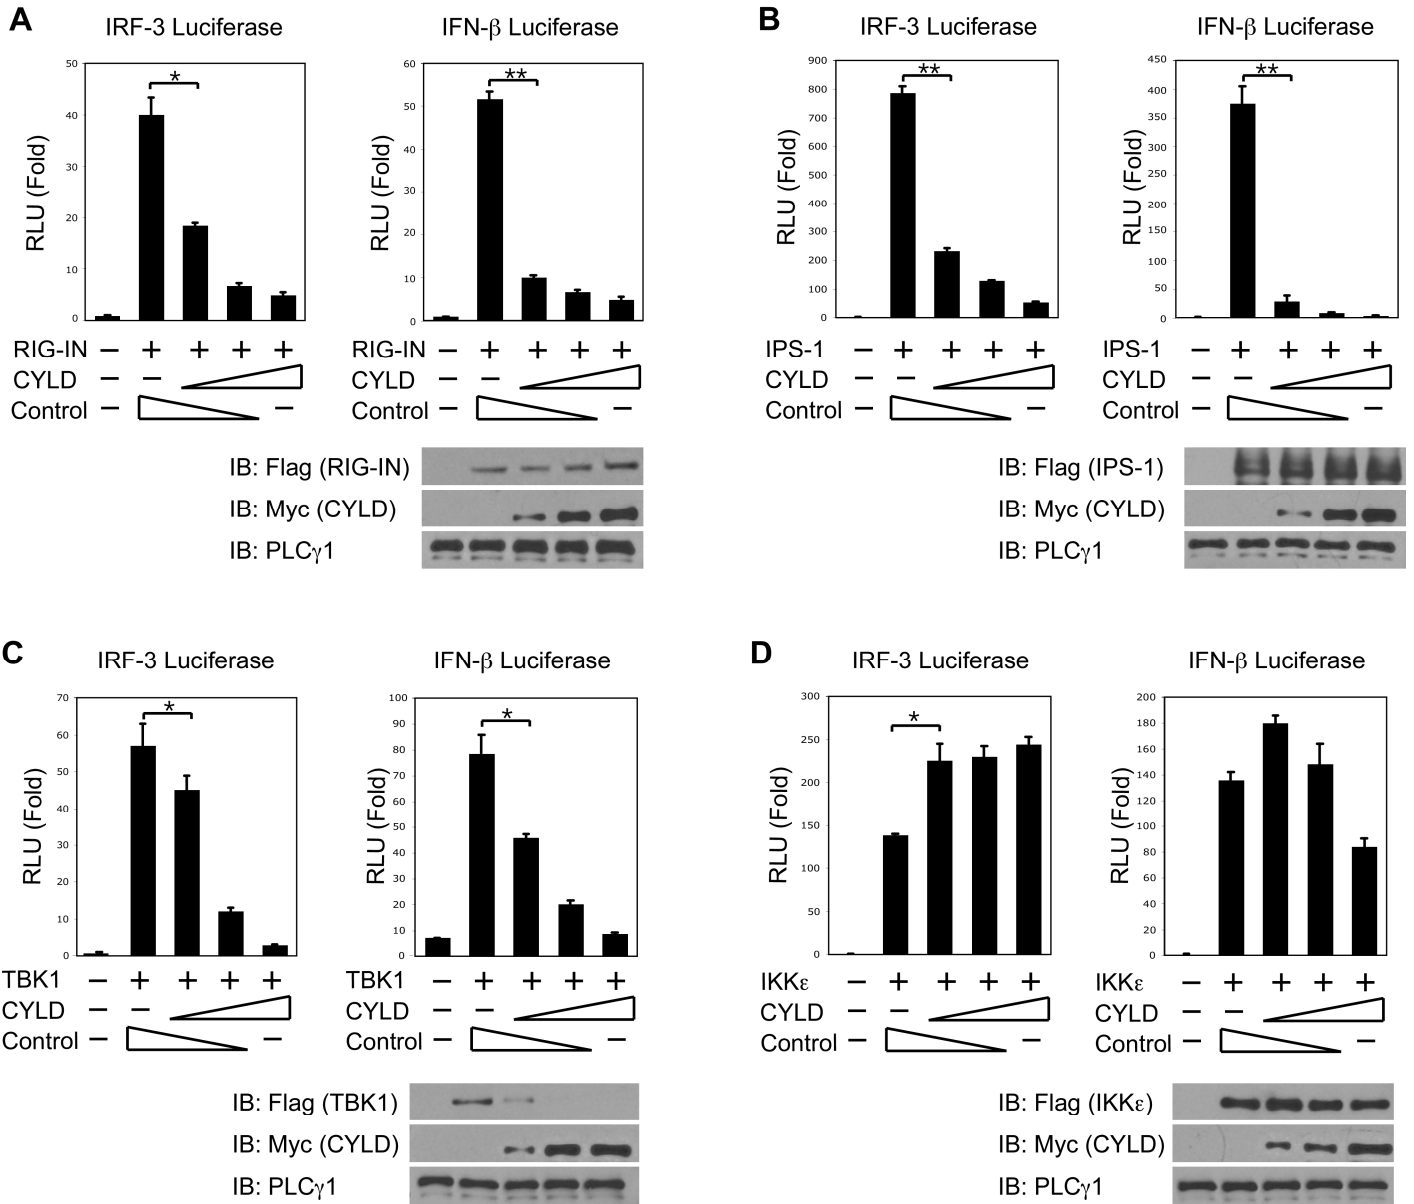 A
IRF-3 Luciferase
50
40
30
20
10
0
RLU (Fold)
*
RIG-IN – + + + +
CYLD – –
Control – –
IFN-β Luciferase
60
50
40
30
20
10
0
RLU (Fold)
**
RIG-IN – + + + +
CYLD – –
Control – –
IB: Flag (RIG-IN)
IB: Myc (CYLD)
IB: PLCγ1
B
IRF-3 Luciferase
900
800
700
600
500
400
300
200
100
0
RLU (Fold)
**
IPS-1 – + + + +
CYLD – –
Control – –
IFN-β Luciferase
450
400
350
300
250
200
150
100
50
0
RLU (Fold)
**
IPS-1 – + + + +
CYLD – –
Control – –
IB: Flag (IPS-1)
IB: Myc (CYLD)
IB: PLCγ1
C
IRF-3 Luciferase
70
60
50
40
30
20
10
0
RLU (Fold)
*
TBK1 – + + + +
CYLD – –
Control – –
IFN-β Luciferase
100
90
80
70
60
50
40
30
20
10
0
RLU (Fold)
*
TBK1 – + + + +
CYLD – –
Control – –
IB: Flag (TBK1)
IB: Myc (CYLD)
IB: PLCγ1
D
IRF-3 Luciferase
300
250
200
150
100
50
0
RLU (Fold)
*
IKKε – + + + +
CYLD – –
Control – –
IFN-β Luciferase
200
180
160
140
120
100
80
60
40
20
0
RLU (Fold)
IKKε – + + + +
CYLD – –
Control – –
IB: Flag (IKKε)
IB: Myc (CYLD)
IB: PLCγ1